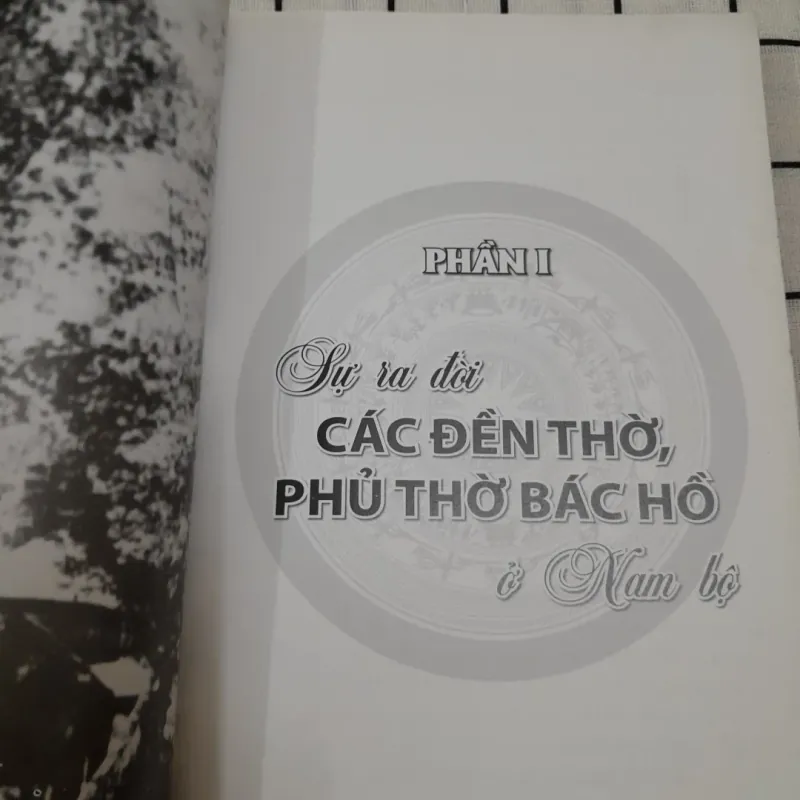 PHẦN I
Sự ra đời
CÁC ĐỀN THỜ,
PHỦ THỜ BÁC HỒ
ở Nam bộ